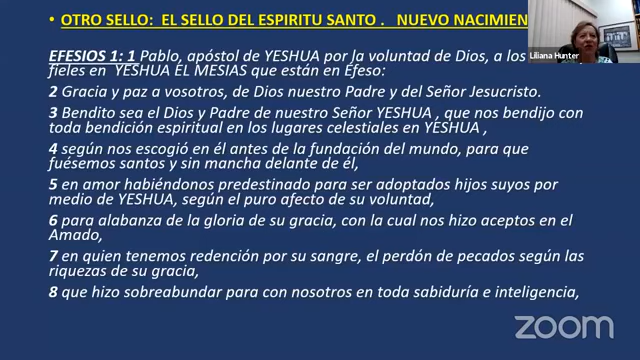 • OTRO SELLO: EL SELLO DEL ESPIRITU SANTO . NUEVO NACIMIEN
EFESIOS 1: 1 Pablo, apóstol de YESHUA por la voluntad de Dios, a los
fieles en YESHUA EL MESIAS que están en Efeso:
2 Gracia y paz a vosotros, de Dios nuestro Padre y del Señor Jesucristo.
3 Bendito sea el Dios y Padre de nuestro Señor YESHUA , que nos bendijo con
toda bendición espiritual en los lugares celestiales en YESHUA ,
4 según nos escogió en él antes de la fundación del mundo, para que
fuésemos santos y sin mancha delante de él,
5 en amor habiéndonos predestinado para ser adoptados hijos suyos por
medio de YESHUA, según el puro afecto de su voluntad,
6 para alabanza de la gloria de su gracia, con la cual nos hizo aceptos en el
Amado,
7 en quien tenemos redención por su sangre, el perdón de pecados según las
riquezas de su gracia,
8 que hizo sobreabundar para con nosotros en toda sabiduría e inteligencia,
Liliana Hunter
zoom